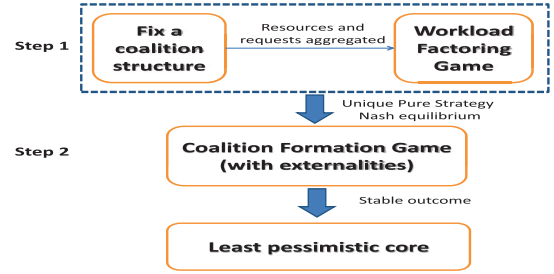 Step 1
Fix a
coalition
structure
Resources and
requests aggregated
Workload
Factoring
Game
Unique Pure Strategy
Nash equilibrium
Step 2
Coalition Formation Game
(with externalities)
Stable outcome
Least pessimistic core